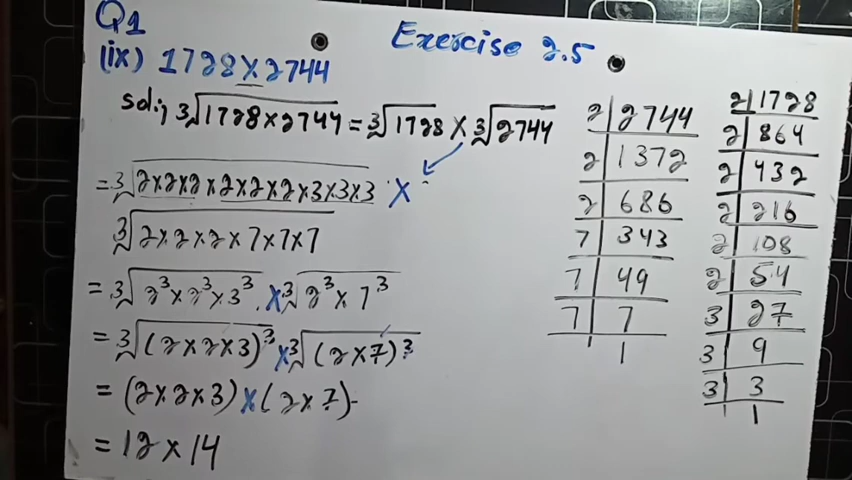 Q1
Exercise 2.5
(ix) 1728 × 2744
sol:, ∛1728×2744 = ∛1728 × ∛2744
= ∛2×2×2×2×2×2×3×3×3 ×
∛2×2×2×7×7×7
= ∛2³×2³×3³ × ∛2³×7³
= ∛(2×2×3)³ × ∛(2×7)³
= (2×2×3) × (2×7)
= 12 × 14
2 | 2744
2 | 1372
2 | 686
7 | 343
7 | 49
7 | 7
1
2 | 1728
2 | 864
2 | 432
2 | 216
2 | 108
2 | 54
3 | 27
3 | 9
3 | 3
1